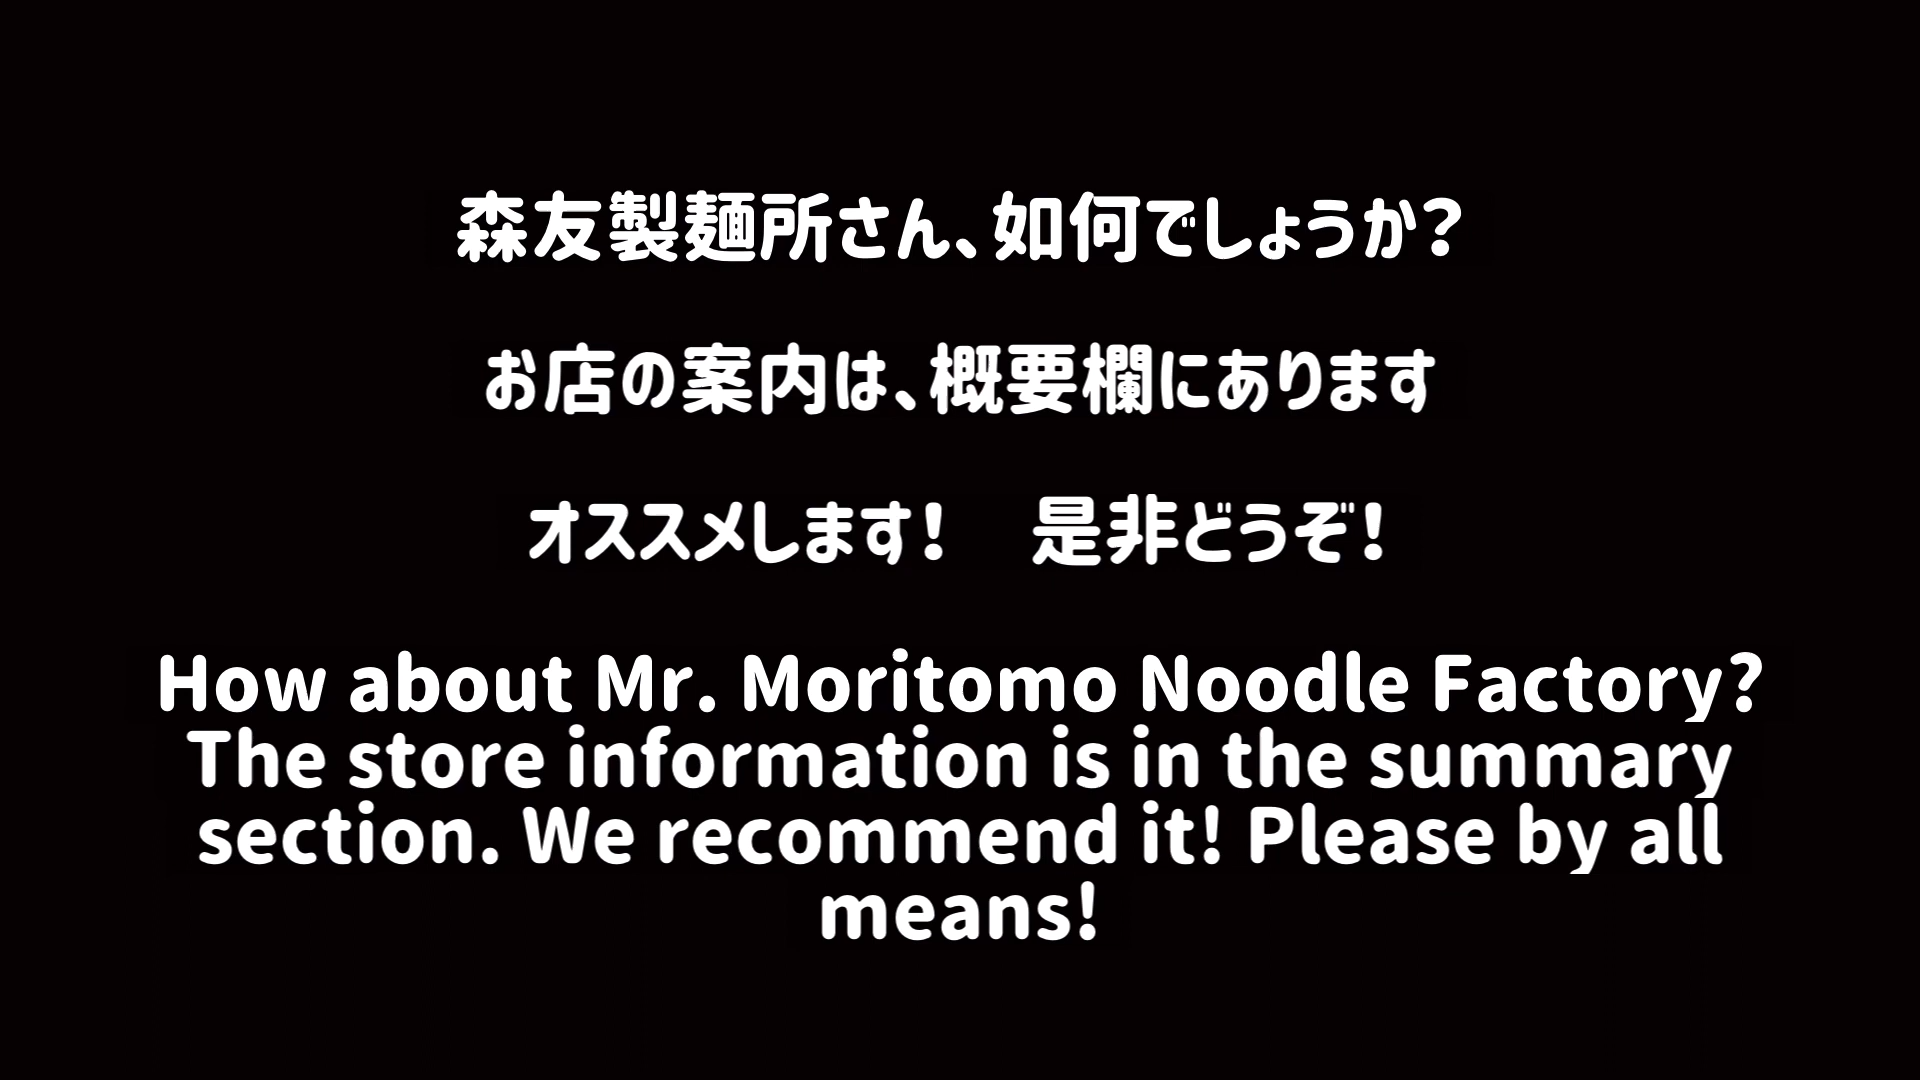 森友製麺所さん、如何でしょうか？
お店の案内は、概要欄にあります
オススメします！　是非どうぞ！
How about Mr. Moritomo Noodle Factory?
The store information is in the summary
section. We recommend it! Please by all
means!